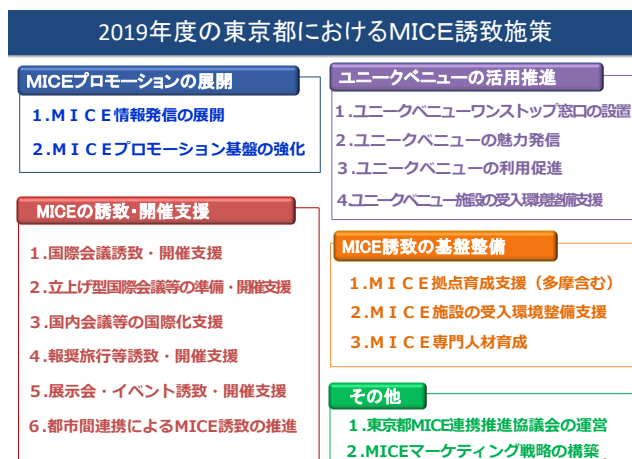 2019年度の東京都におけるMICE誘致施策
MICEプロモーションの展開
１.ＭＩＣＥ情報発信の展開
２.ＭＩＣＥプロモーション基盤の強化
MICEの誘致・開催支援
１.国際会議誘致・開催支援
２.立上げ型国際会議等の準備・開催支援
３.国内会議等の国際化支援
４.報奨旅行等誘致・開催支援
５.展示会・イベント誘致・開催支援
６.都市間連携によるMICE誘致の推進
ユニークベニューの活用推進
１.ユニークベニューワンストップ窓口の設置
２.ユニークベニューの魅力発信
３.ユニークベニューの利用促進
４.ユニークベニュー施設の受入環境整備支援
MICE誘致の基盤整備
１.ＭＩＣＥ拠点育成支援（多摩含む）
２.ＭＩＣＥ施設の受入環境整備支援
３.ＭＩＣＥ専門人材育成
その他
１.東京都MICE連携推進協議会の運営
２.MICEマーケティング戦略の構築